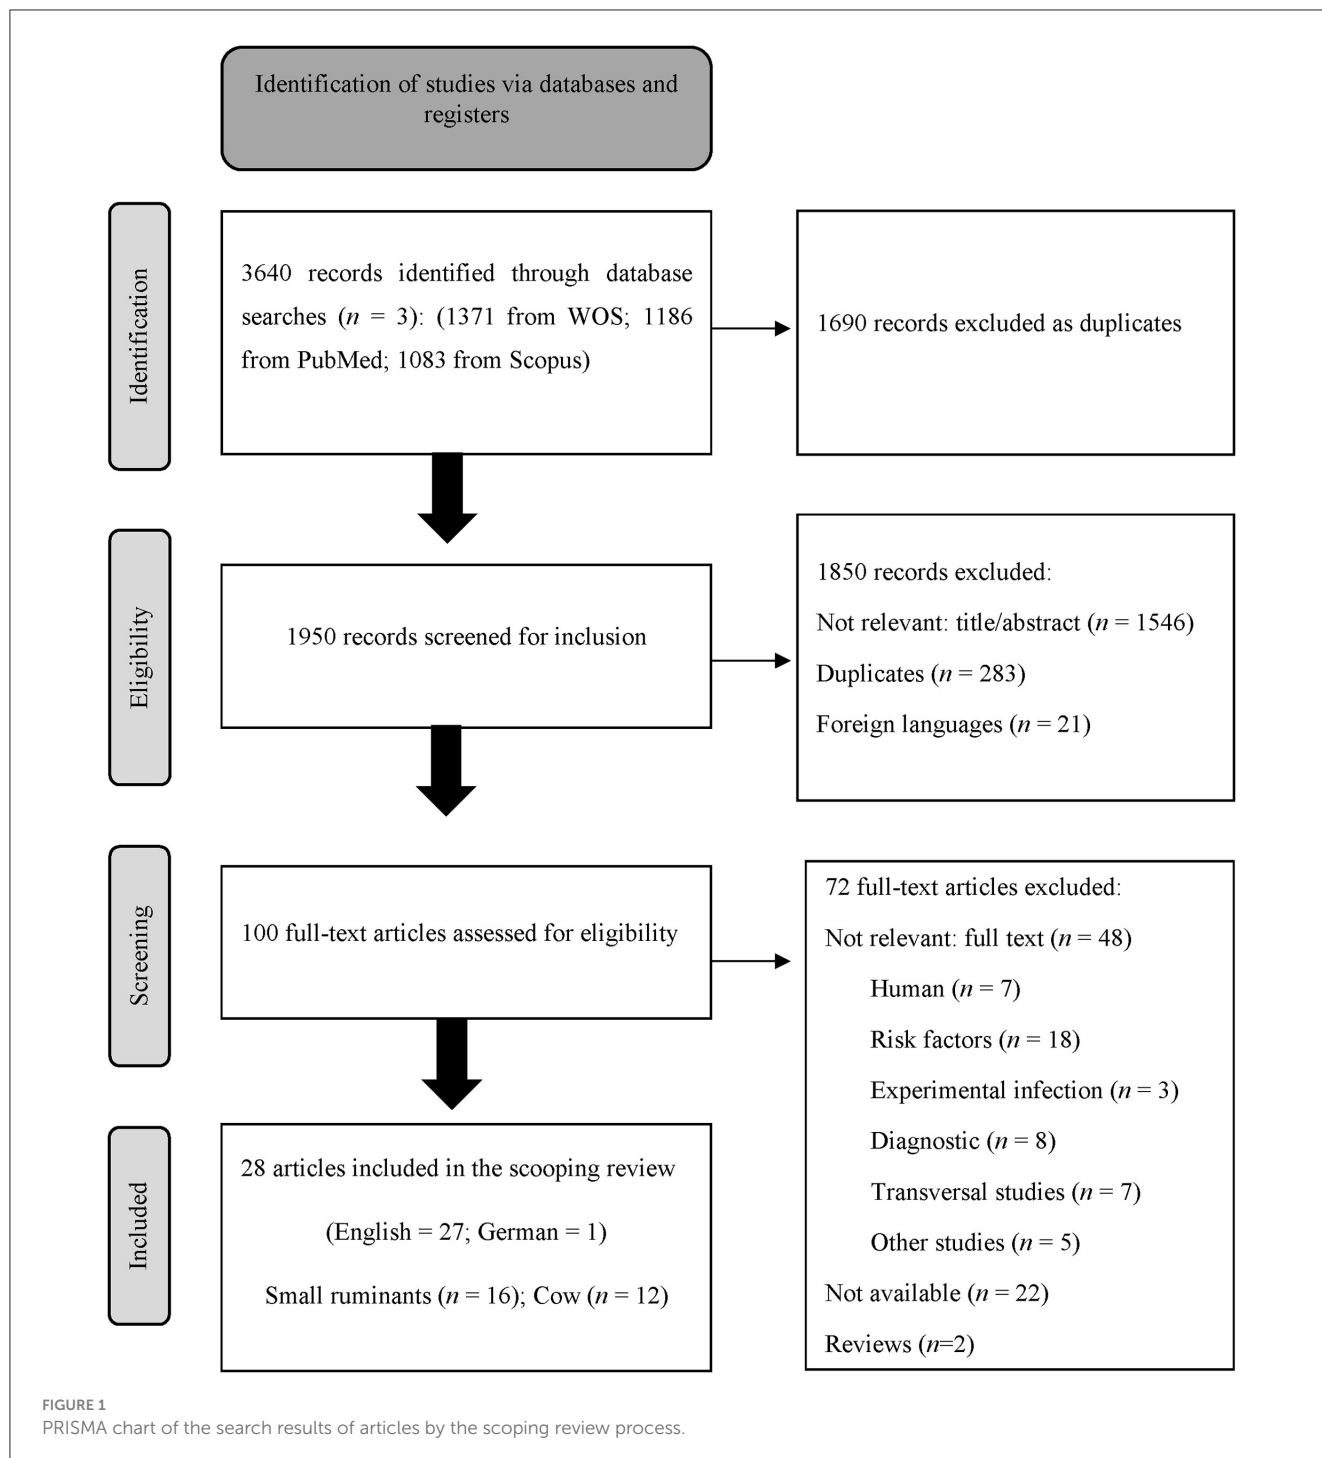 Identification of studies via databases and
registers
Identification
3640 records identified through database
searches (n = 3): (1371 from WOS; 1186
from PubMed; 1083 from Scopus)
1690 records excluded as duplicates
Eligibility
1950 records screened for inclusion
1850 records excluded:
Not relevant: title/abstract (n = 1546)
Duplicates (n = 283)
Foreign languages (n = 21)
Screening
100 full-text articles assessed for eligibility
72 full-text articles excluded:
Not relevant: full text (n = 48)
Human (n = 7)
Risk factors (n = 18)
Experimental infection (n = 3)
Diagnostic (n = 8)
Transversal studies (n = 7)
Other studies (n = 5)
Not available (n = 22)
Reviews (n=2)
Included
28 articles included in the scooping review
(English = 27; German = 1)
Small ruminants (n = 16); Cow (n = 12)
FIGURE 1
PRISMA chart of the search results of articles by the scoping review process.